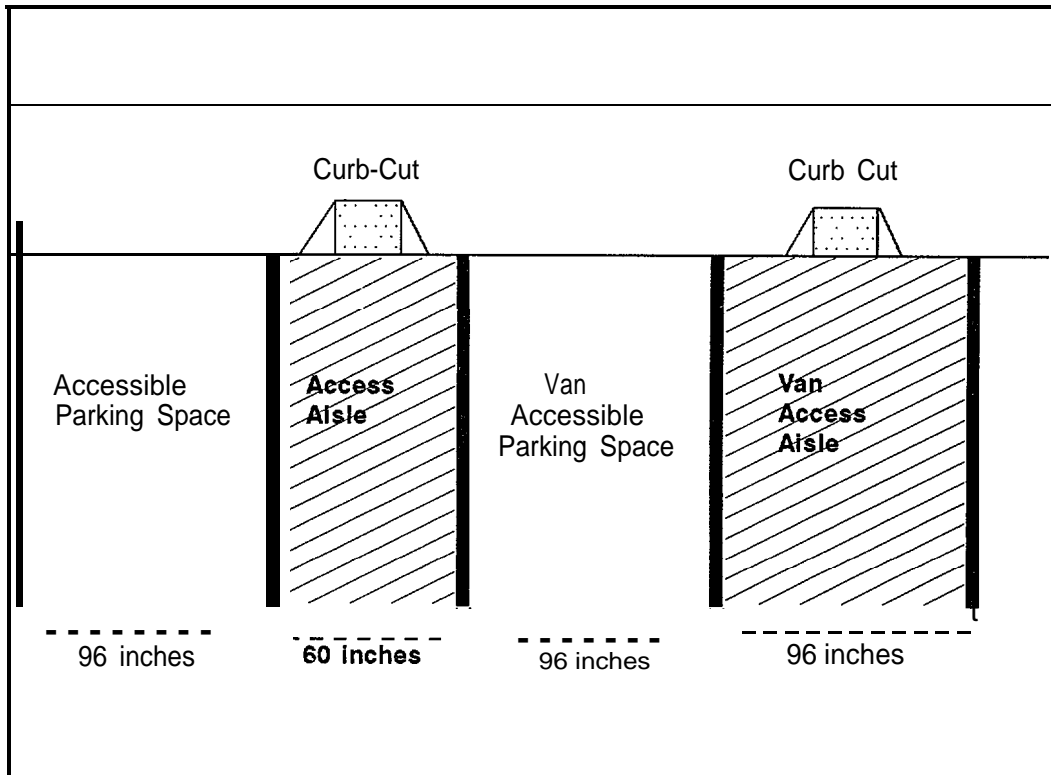 Curb-Cut
Curb Cut
Accessible
Parking Space
Access
Aisle
Van
Accessible
Parking Space
Van
Access
Aisle
96 inches
60 inches
96 inches
96 inches